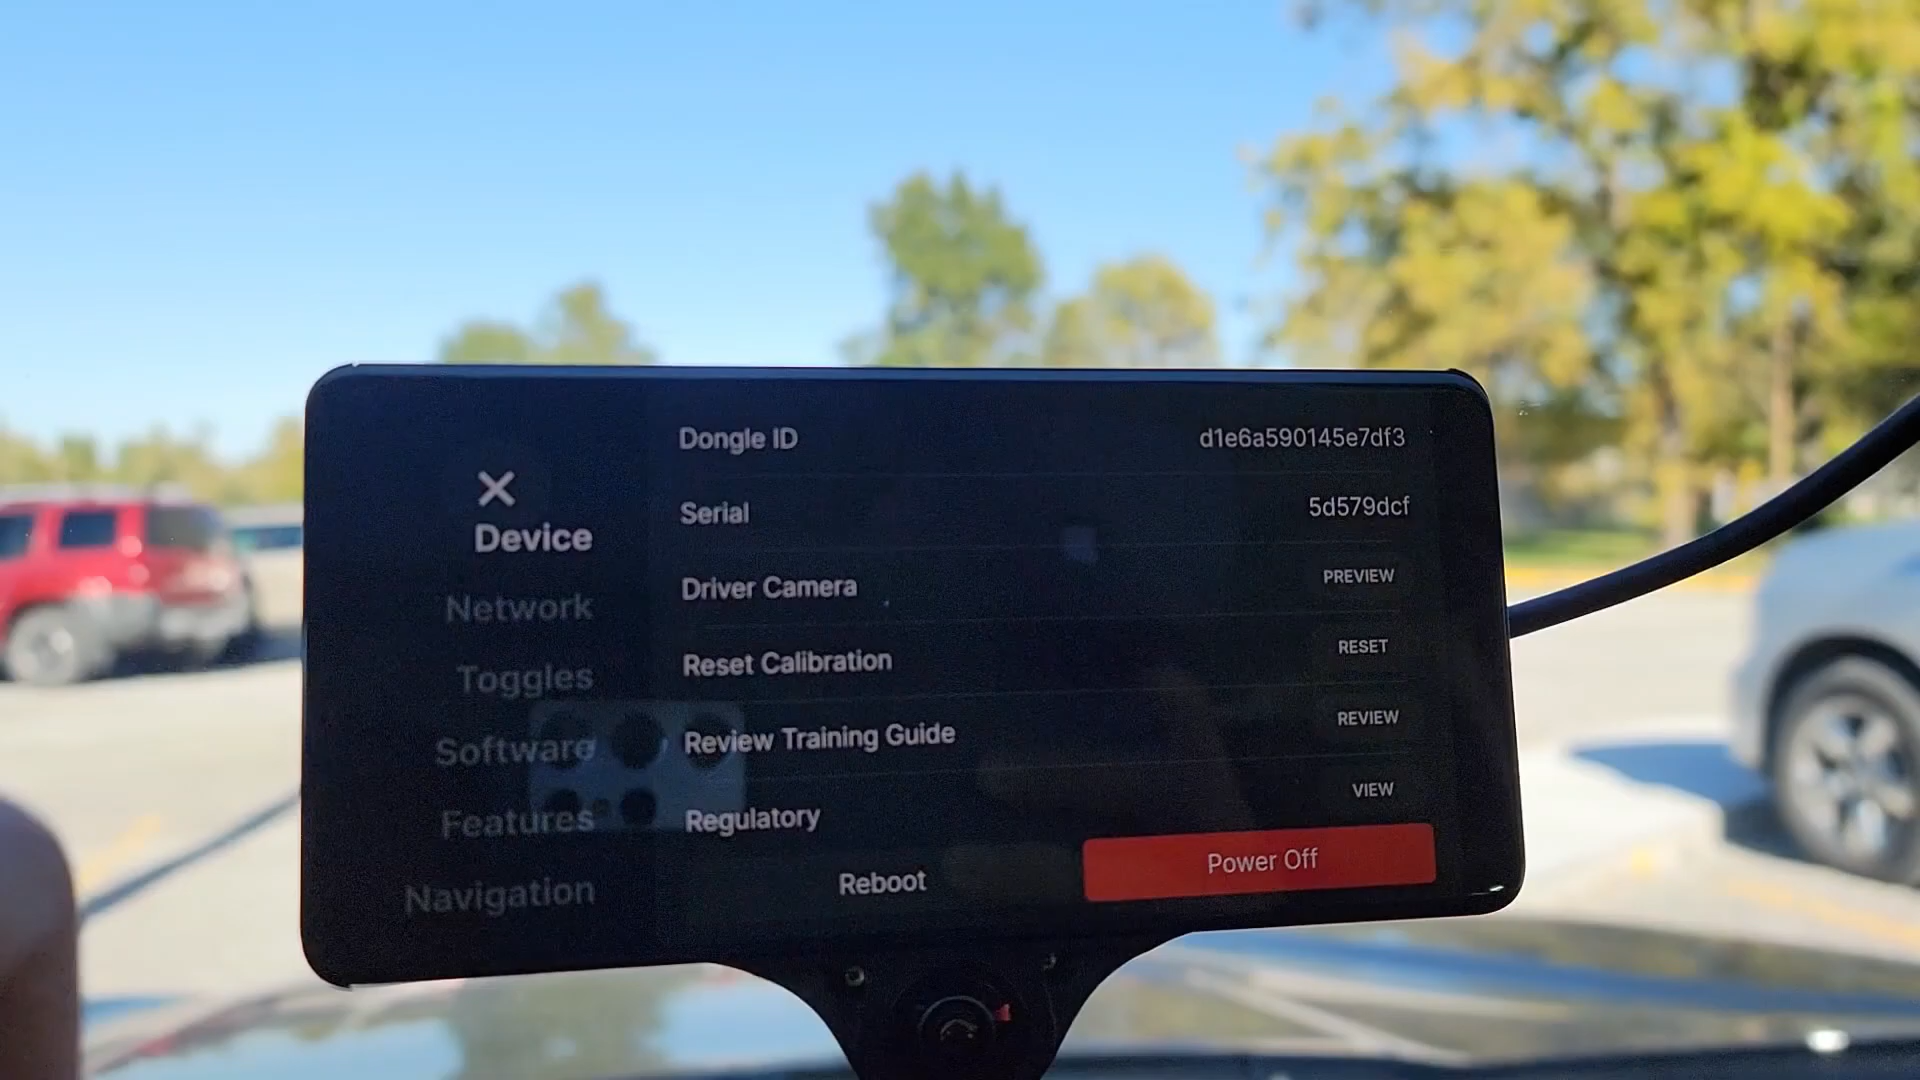 Device
Network
Toggles
Software
Features
Navigation
Dongle ID d1e6a590145e7df3
Serial 5d579dcf
Driver Camera PREVIEW
Reset Calibration RESET
Review Training Guide REVIEW
Regulatory VIEW
Reboot Power Off